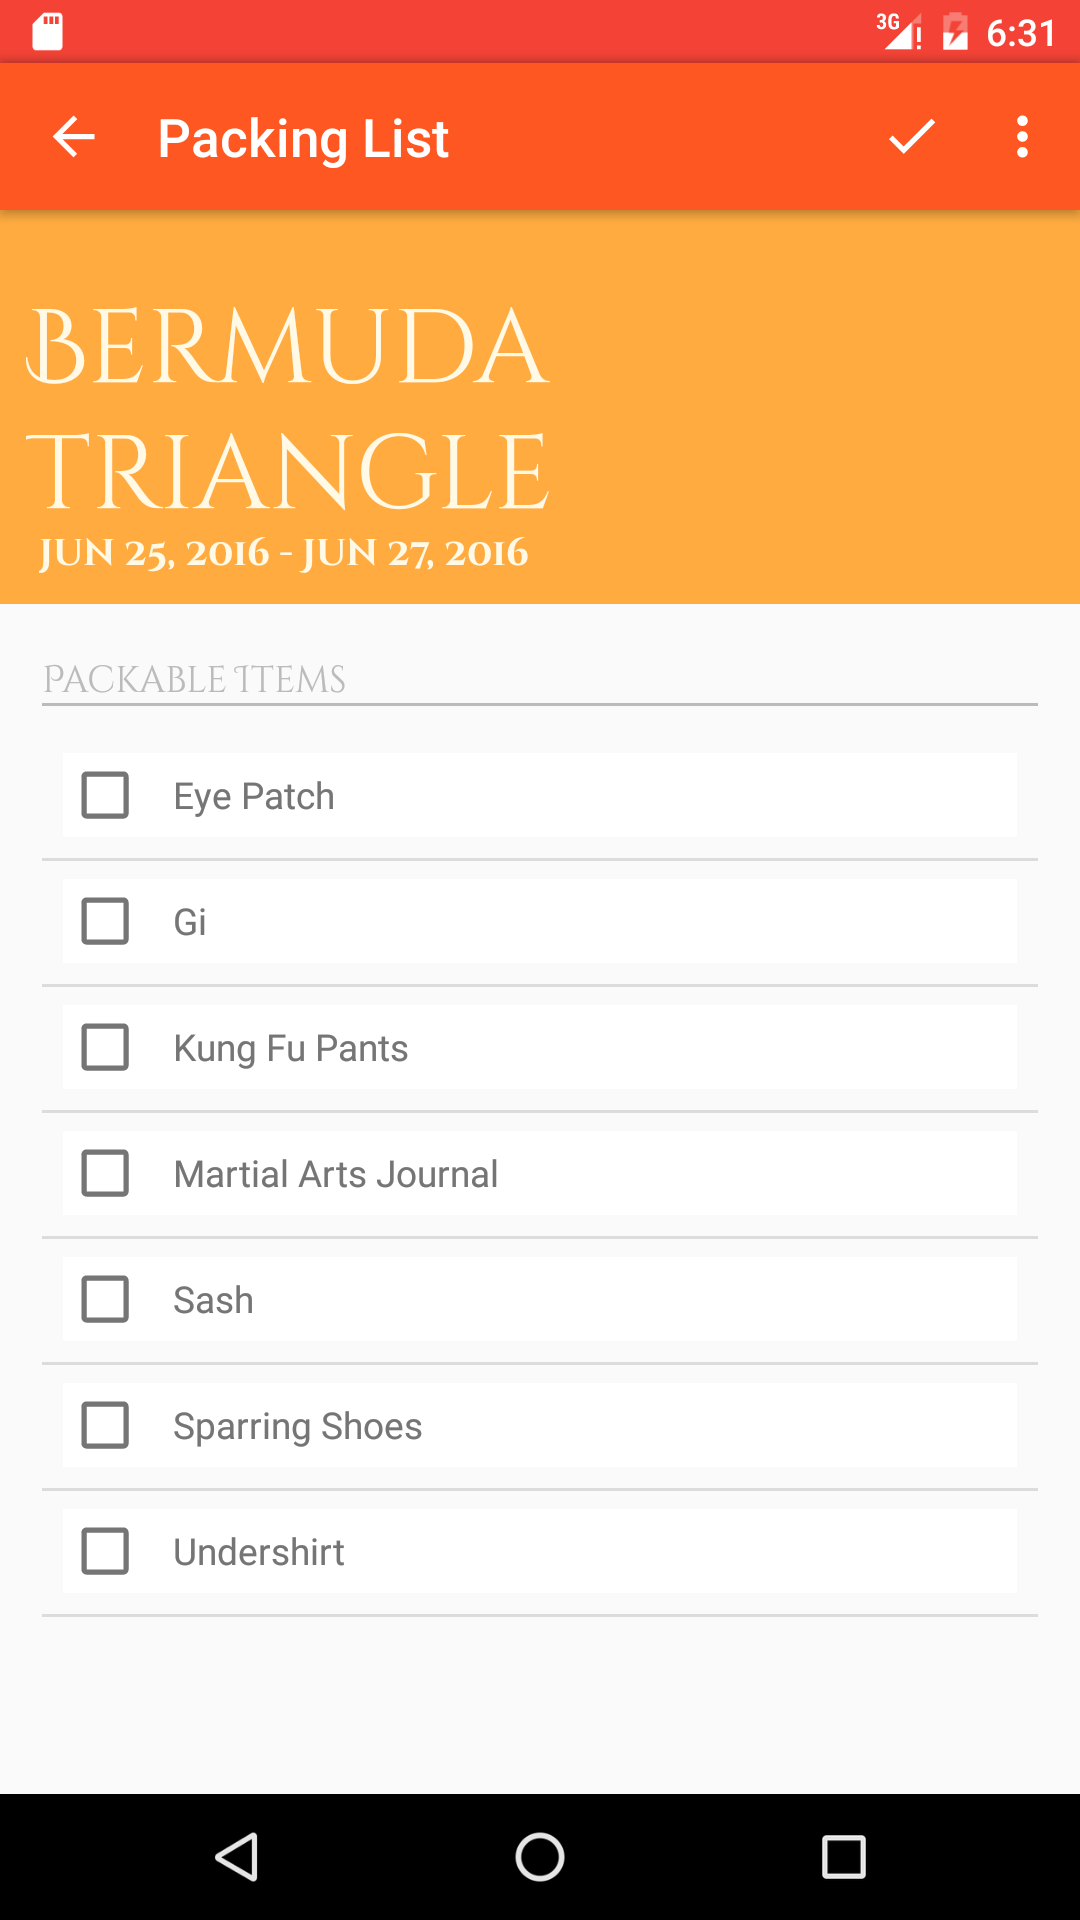 3G 6:31
Packing List
Bermuda
Triangle
Jun 25, 2016 - Jun 27, 2016
Packable Items
Eye Patch
Gi
Kung Fu Pants
Martial Arts Journal
Sash
Sparring Shoes
Undershirt